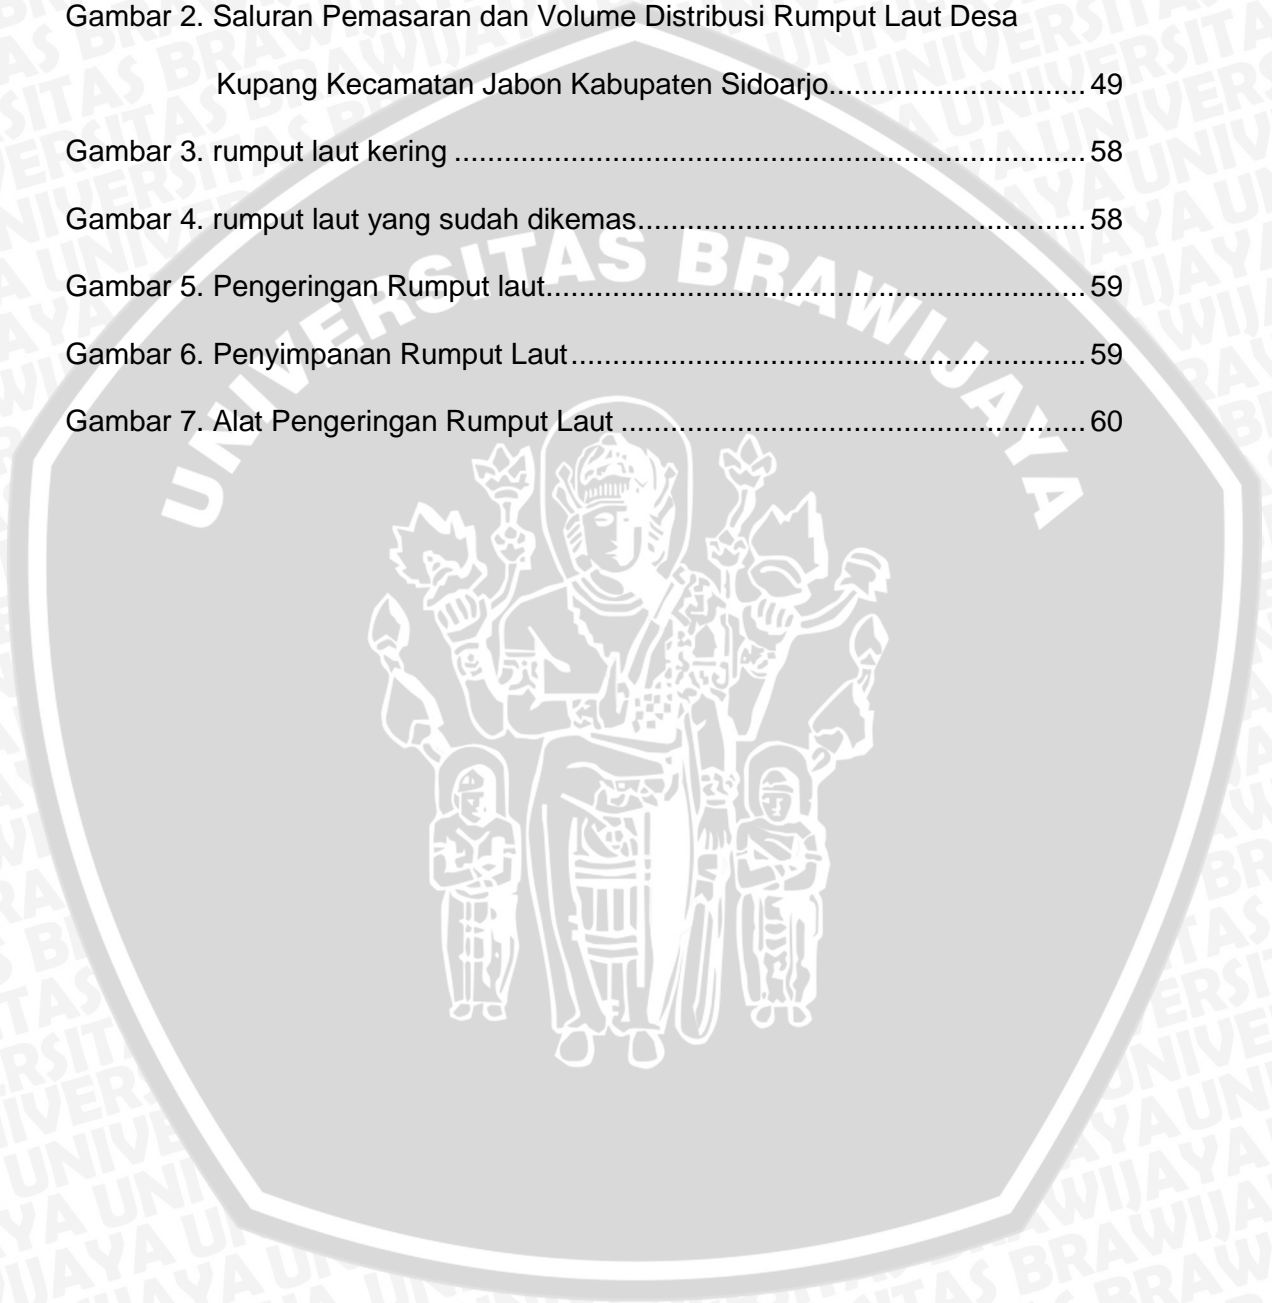 Gambar 2. Saluran Pemasaran dan Volume Distribusi Rumput Laut Desa
Kupang Kecamatan Jabon Kabupaten Sidoarjo............................... 49
Gambar 3. rumput laut kering ............................................................................ 58
Gambar 4. rumput laut yang sudah dikemas...................................................... 58
Gambar 5. Pengeringan Rumput laut................................................................. 59
Gambar 6. Penyimpanan Rumput Laut.............................................................. 59
Gambar 7. Alat Pengeringan Rumput Laut ........................................................ 60
UNIVERSITAS BRAWIJAYA